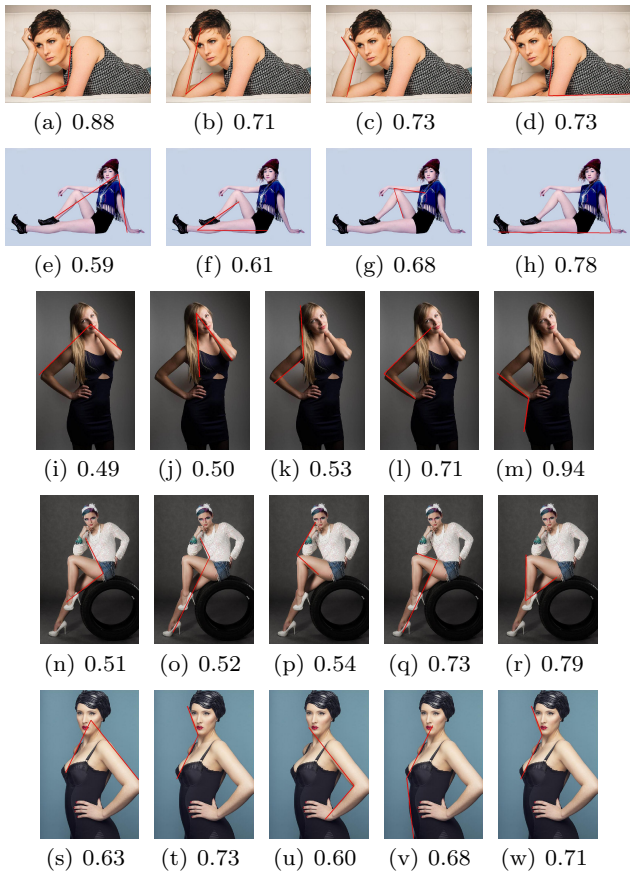 (a) 0.88 (b) 0.71 (c) 0.73 (d) 0.73
(e) 0.59 (f) 0.61 (g) 0.68 (h) 0.78
(i) 0.49 (j) 0.50 (k) 0.53 (l) 0.71 (m) 0.94
(n) 0.51 (o) 0.52 (p) 0.54 (q) 0.73 (r) 0.79
(s) 0.63 (t) 0.73 (u) 0.60 (v) 0.68 (w) 0.71